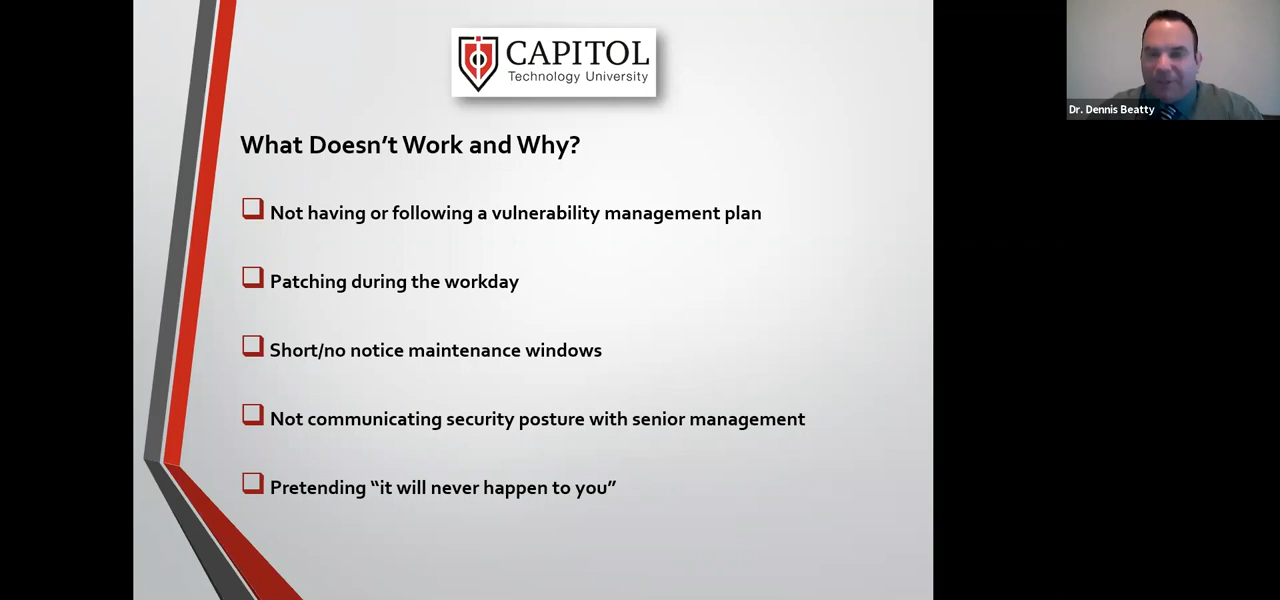 CAPITOL
Technology University
Dr. Dennis Beatty
What Doesn’t Work and Why?
Not having or following a vulnerability management plan
Patching during the workday
Short/no notice maintenance windows
Not communicating security posture with senior management
Pretending “it will never happen to you”